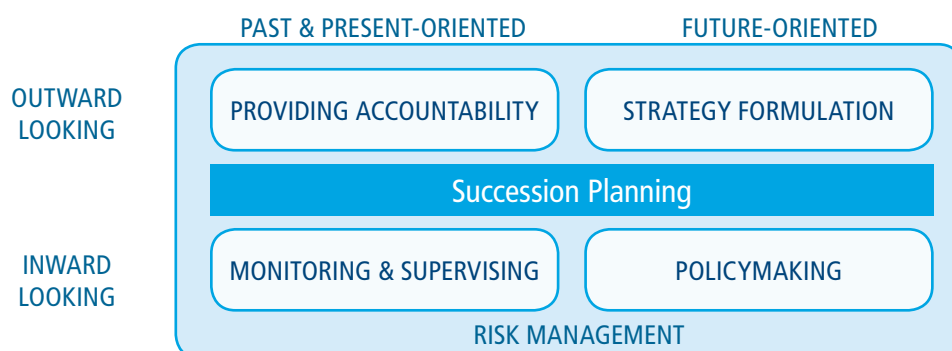 PAST & PRESENT-ORIENTED
FUTURE-ORIENTED
OUTWARD
LOOKING
PROVIDING ACCOUNTABILITY
STRATEGY FORMULATION
Succession Planning
INWARD
LOOKING
MONITORING & SUPERVISING
POLICYMAKING
RISK MANAGEMENT